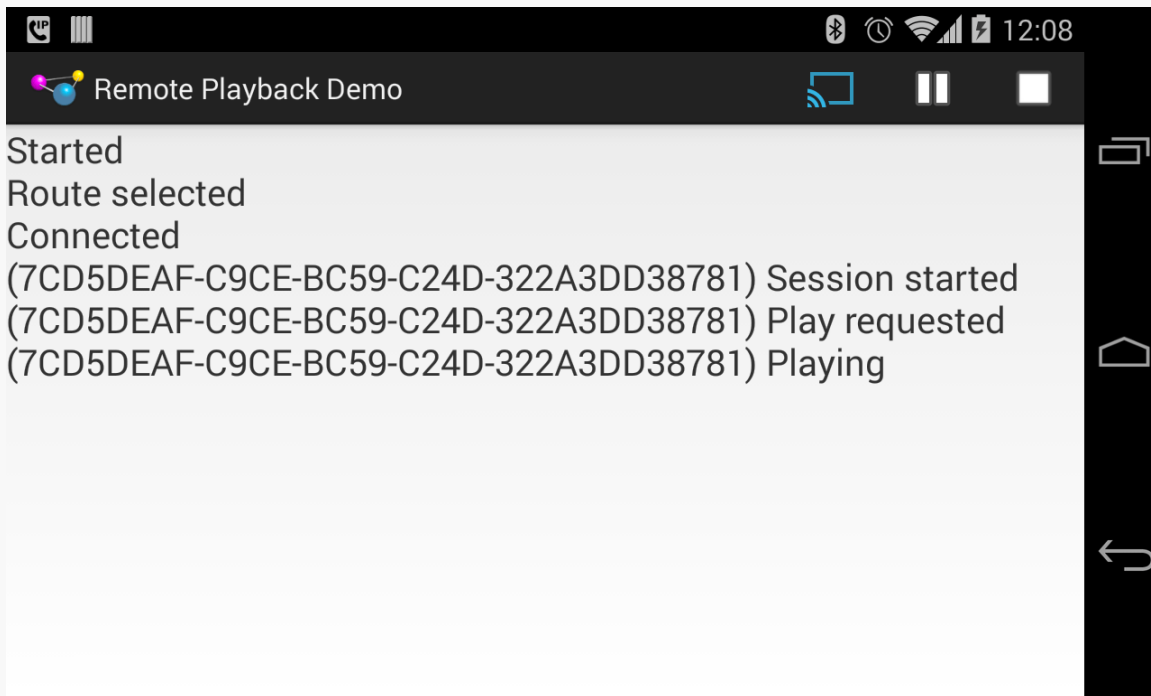 IP
12:08
Remote Playback Demo
Started
Route selected
Connected
(7CD5DEAF-C9CE-BC59-C24D-322A3DD38781) Session started
(7CD5DEAF-C9CE-BC59-C24D-322A3DD38781) Play requested
(7CD5DEAF-C9CE-BC59-C24D-322A3DD38781) Playing